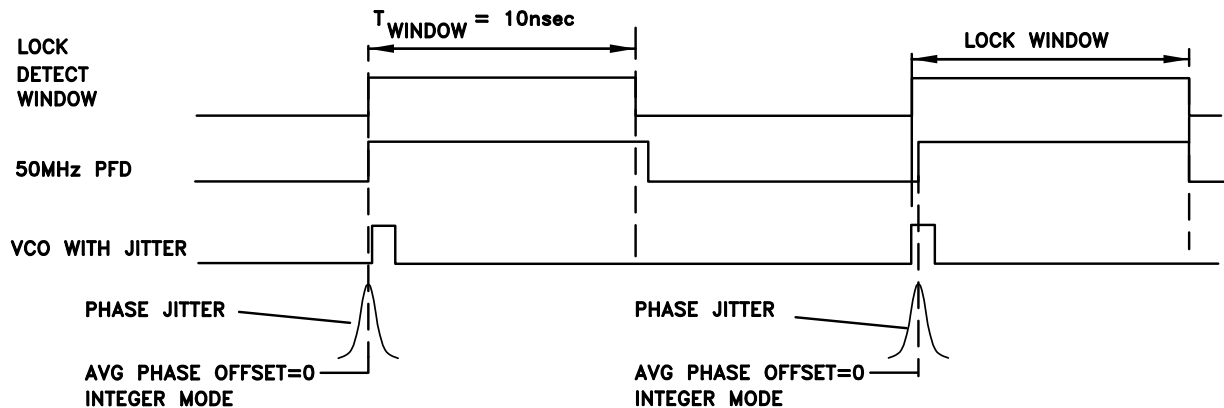 T WINDOW = 10nsec
LOCK
DETECT
WINDOW
LOCK WINDOW
50MHz PFD
VCO WITH JITTER
PHASE JITTER
AVG PHASE OFFSET=0
INTEGER MODE
PHASE JITTER
AVG PHASE OFFSET=0
INTEGER MODE